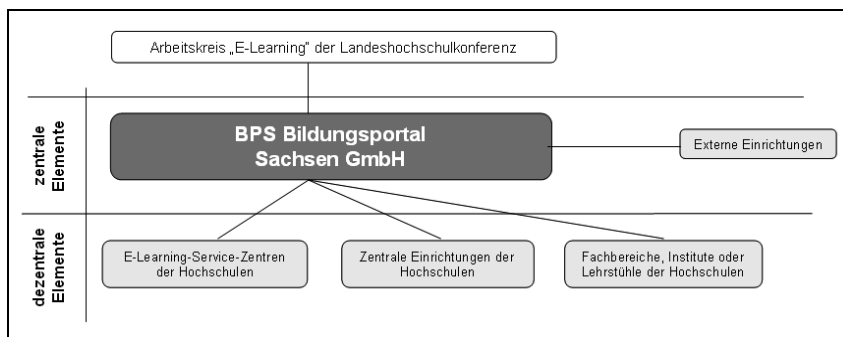 Arbeitskreis „E-Learning" der Landeshochschulkonferenz
zentrale
Elemente
BPS Bildungsportal
Sachsen GmbH
Externe Einrichtungen
dezentrale
Elemente
E-Learning-Service-Zentren
der Hochschulen
Zentrale Einrichtungen der
Hochschulen
Fachbereiche, Institute oder
Lehrstühle der Hochschulen